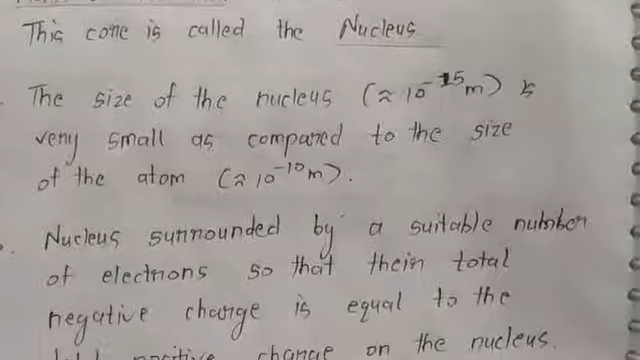 This core is called the Nucleus
The size of the nucleus (≈ 10⁻¹⁵m) is
very small as compared to the size
of the atom (≈ 10⁻¹⁰m).
Nucleus surrounded by a suitable number
of electrons so that their total
negative charge is equal to the
positive charge on the nucleus.